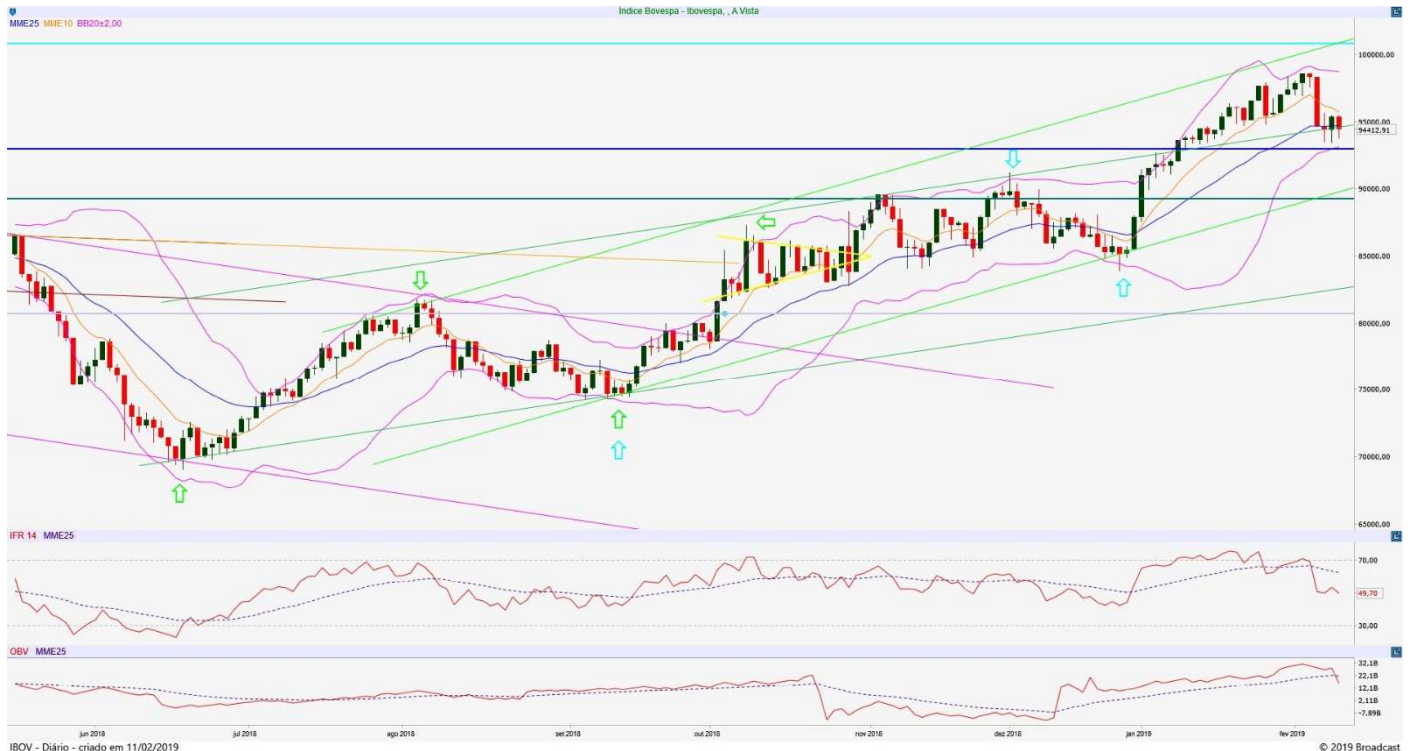 Índice Bovespa - Ibovespa, , A Vista
MME25 MME10 BB20±2,00
100000,00
95000,00
94412,91
90000,00
85000,00
80000,00
75000,00
70000,00
65000,00
IFR 14 MME25
70,00
49,70
30,00
OBV MME25
32,1B
22,1B
12,1B
2,11B
-7,89B
jun 2018 jul 2018 ago 2018 set 2018 out 2018 nov 2018 dez 2018 jan 2019 fev 2019
IBOV - Diário - criado em 11/02/2019 © 2019 Broadcast